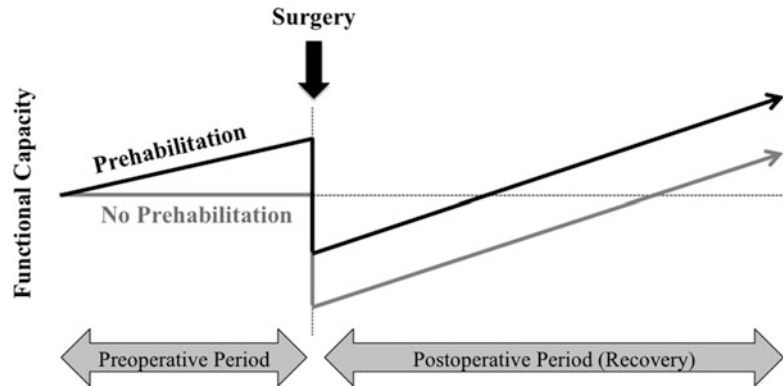 Surgery
Functional Capacity
Prehabilitation
No Prehabilitation
Preoperative Period
Postoperative Period (Recovery)